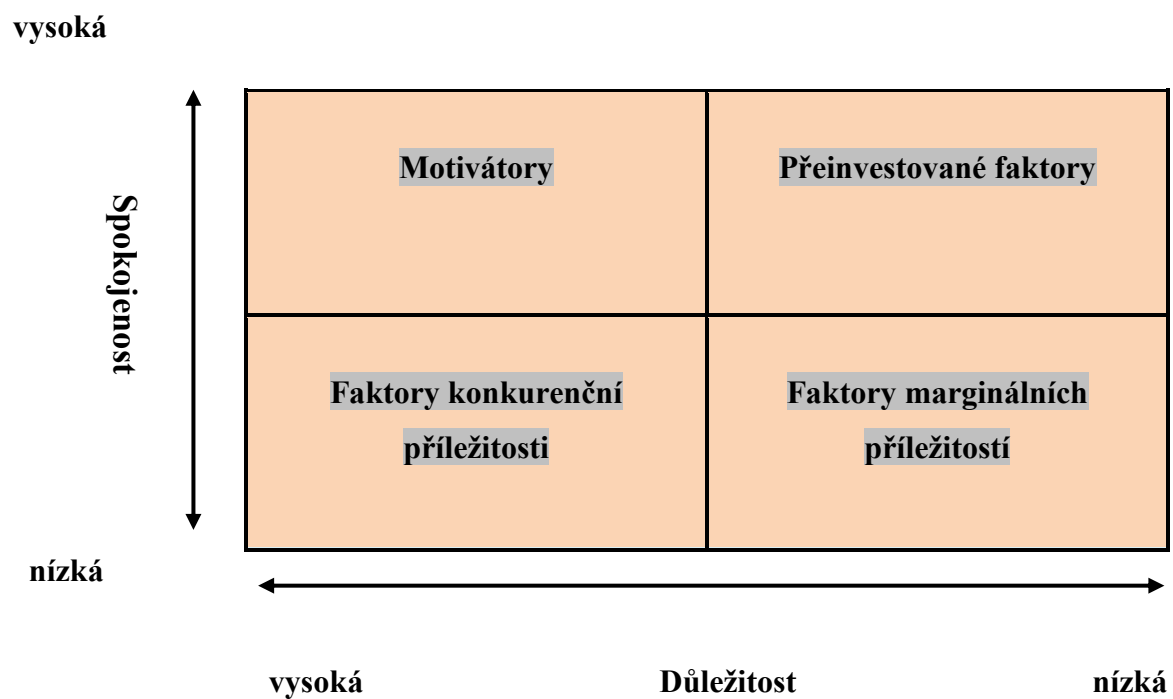 vysoká
Motivátory
Přeinvestované faktory
Spokojenost
Faktory konkurenční
příležitosti
Faktory marginálních
příležitostí
nízká
vysoká
Důležitost
nízká